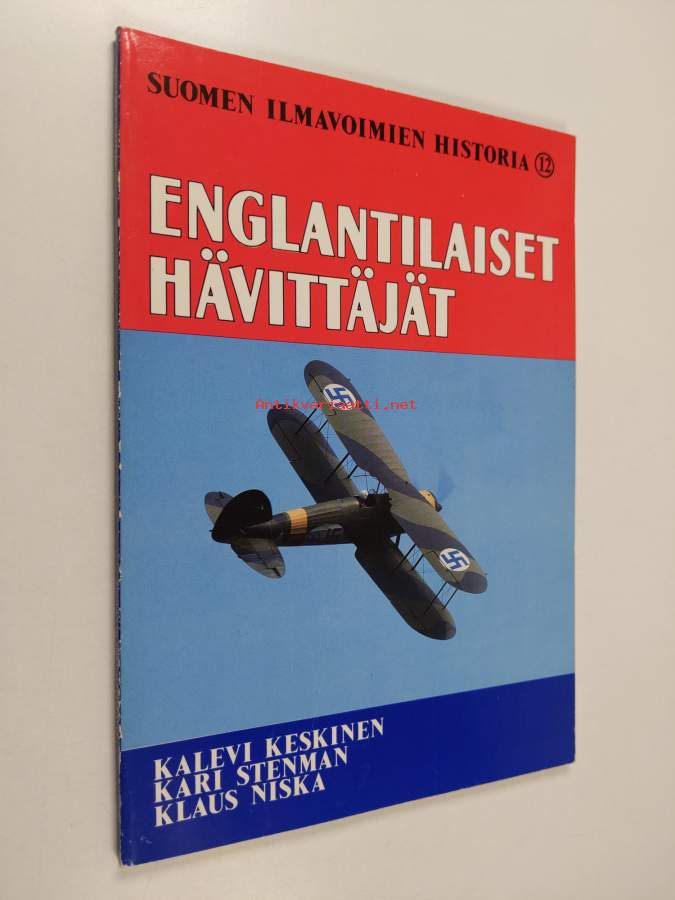 SUOMEN ILMAVOIMIEN HISTORIA 12
ENGLANTILAISET
HÄVITTÄJÄT
Antikvariaatti.net
KALEVI KESKINEN
KARI STENMAN
KLAUS NISKA